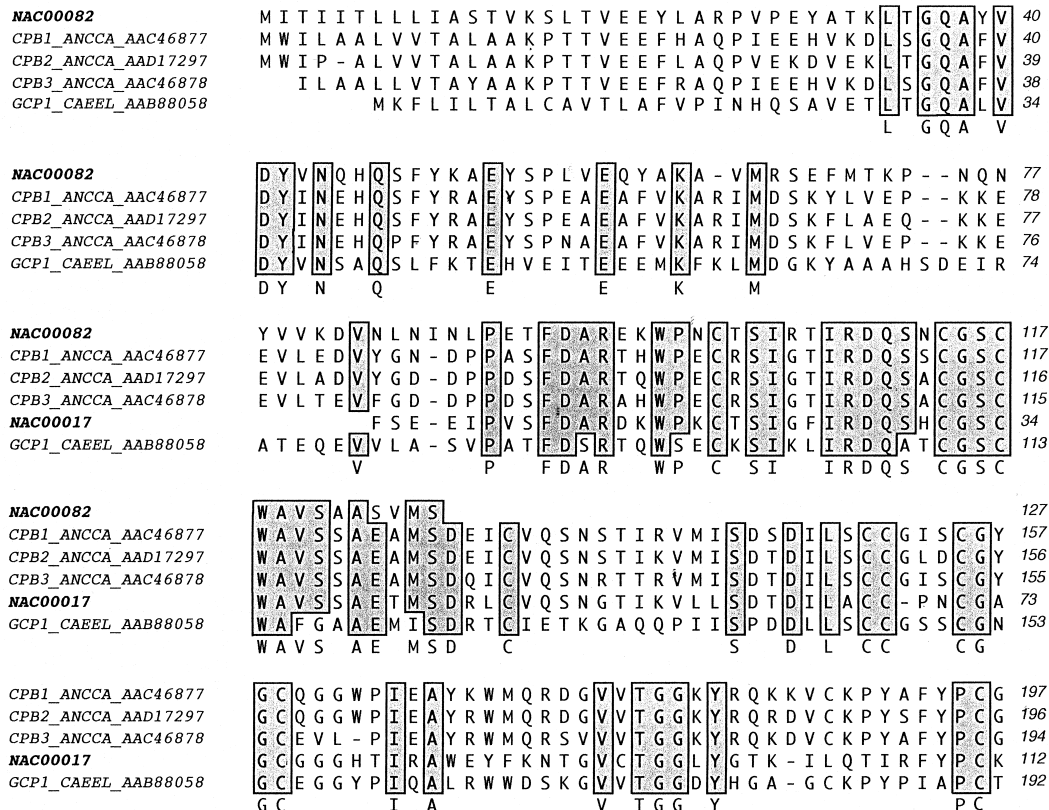 NAC00082 MITIITLLLIASTVKSLTVEEYLARPVPEYATKLTGQAYV 40
CPB1_ANCCA_AAC46877 MWILAALVVTALAAKPTTVEEFHAQPIEEHVKDLSGQAFV 40
CPB2_ANCCA_AAD17297 MWIP-ALVVTALAAKPTTVEEFLAQPVEKDVEKLTGQAFV 39
CPB3_ANCCA_AAC46878 ILAALLVVTAYAAKPTTVEEFRAQPIEEHVKDLSGQAFV 38
GCP1_CAEEL_AAB88058 MKFLILTALCAVTLAFVPINHQSAVETLTGQALV 34
L GQA V
NAC00082 DYVNQHQSFYKAEYSPLVEQYAKA-VMRSEFMTKP--NQN 77
CPB1_ANCCA_AAC46877 DYINEHQSFYRAEYSPEAEAFVKARIMDSKYLVEP--KKE 78
CPB2_ANCCA_AAD17297 DYINEHQSFYRAEYSPEAEAFVKARIMDSKFLAEQ--KKE 77
CPB3_ANCCA_AAC46878 DYINEHQPFYRAEYSPNAEAFVKARIMDSKFLVEP--KKE 76
GCP1_CAEEL_AAB88058 DYVNSAQSLFKTEHVEITEEEMKFKLMDGKYAAAHSDEIR 74
DY N Q E E K M
NAC00082 YVVKDVNLNINLPETFDAREKWPNCTSIRTIRDQSNCGSC 117
CPB1_ANCCA_AAC46877 EVLEDVYGN-DPPASFDARTHWPECRSIGTIRDQSSCGSC 117
CPB2_ANCCA_AAD17297 EVLADVYGD-DPPDSFDARTQWPECRSIGTIRDQSACGSC 116
CPB3_ANCCA_AAC46878 EVLTEVFGD-DPPDSFDARAHWPECRSIGTIRDQSACGSC 115
NAC00017 FSE-EIPVSFDARDKWPKCTSIGFIRDQSHCGSC 34
GCP1_CAEEL_AAB88058 ATEQEVVLA-SVPATFDSRTQWSECKSIKLIRDQATCGSC 113
V P FDAR WP C SI IRDQS CGSC
NAC00082 WAVSAASVMS 127
CPB1_ANCCA_AAC46877 WAVSSAEAMSDEICVQSNSTIRVMISDSDILSCCGISCGY 157
CPB2_ANCCA_AAD17297 WAVSSAEAMSDEICVQSNSTIKVMISDTDILSCCGLDCGY 156
CPB3_ANCCA_AAC46878 WAVSSAEAMSDQICVQSNRTTRVMISDTDILSCCGISCGY 155
NAC00017 WAVSSAETMSDRLCVQSNGTIKVLLSDTDILACC-PNCGA 73
GCP1_CAEEL_AAB88058 WAFGAAEMISDRTCIETKGAQQPIISPDDLLSCCGSSCGN 153
WAVS AE MSD C S D L CC CG
CPB1_ANCCA_AAC46877 GCQGGWPIEAYKWMQRDGVVTGGKYRQKKVCKPYAFYPCG 197
CPB2_ANCCA_AAD17297 GCQGGWPIEAYRWMQRDGVVTGGKYRQRDVCKPYSFYPCG 196
CPB3_ANCCA_AAC46878 GCEVL-PIEAYRWMQRSVVVTGGKYRQKDVCKPYAFYPCG 194
NAC00017 GCGGGHTIRAWEYFKNTGVCTGGLYGTK-ILQTIRFYPCK 112
GCP1_CAEEL_AAB88058 GCEGGYPIQALRWWDSKGVVTGGDYHGA-GCKPYPIAPCT 192
GC I A V TGG Y PC